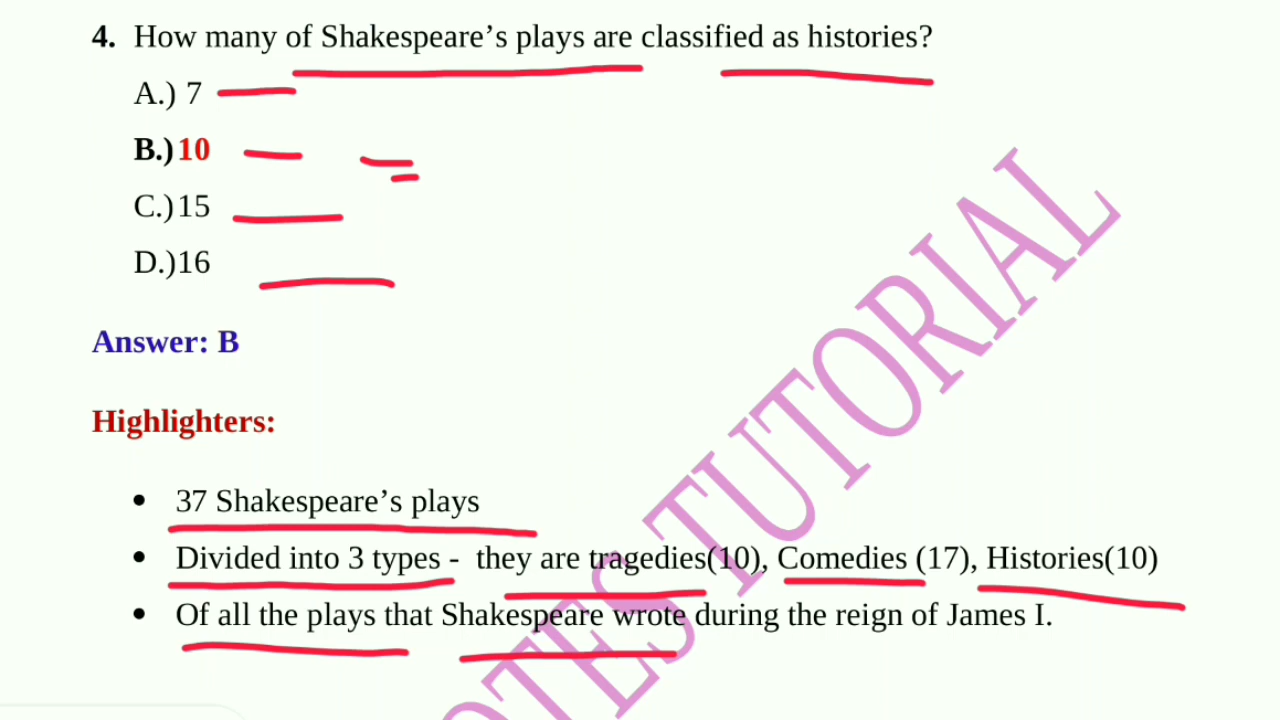 4. How many of Shakespeare’s plays are classified as histories?
A.) 7
B.) 10
C.) 15
D.) 16
Answer: B
Highlighters:
• 37 Shakespeare’s plays
• Divided into 3 types - they are tragedies(10), Comedies (17), Histories(10)
• Of all the plays that Shakespeare wrote during the reign of James I.
OTES TUTORIAL